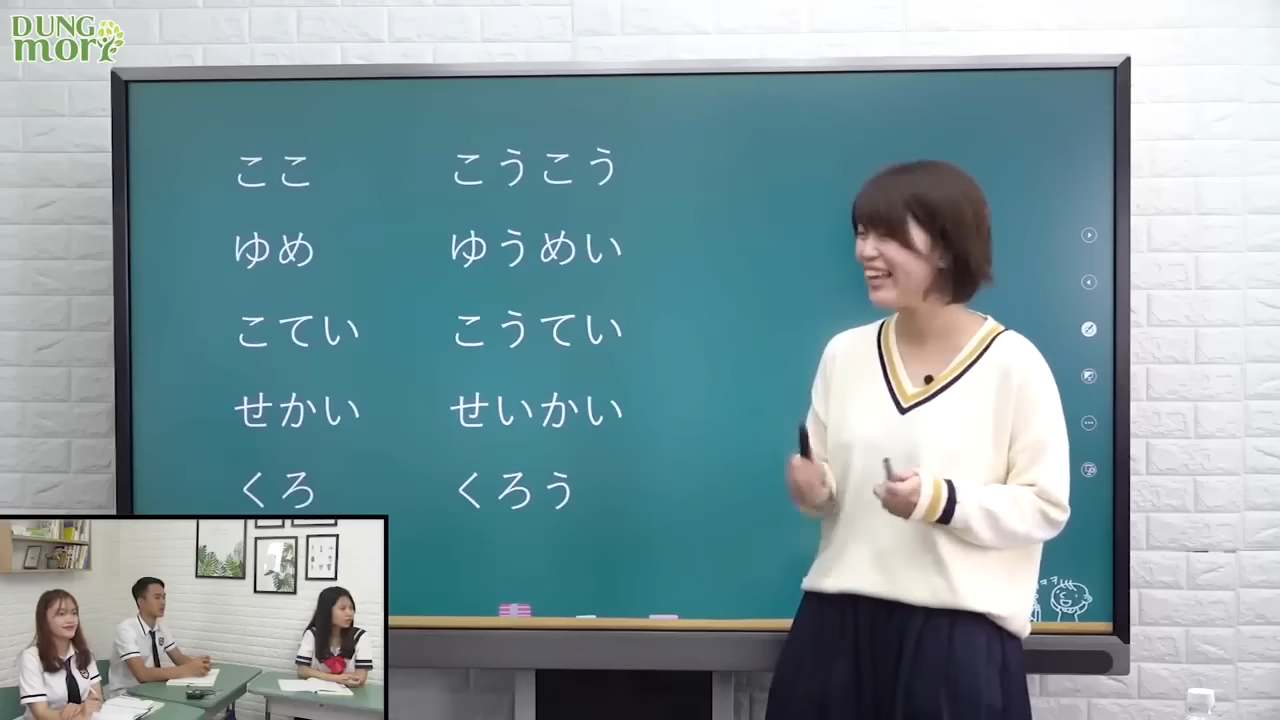 DUNG
mori
ここ こうこう
ゆめ ゆうめい
こてい こうてい
せかい せいかい
くろ くろう